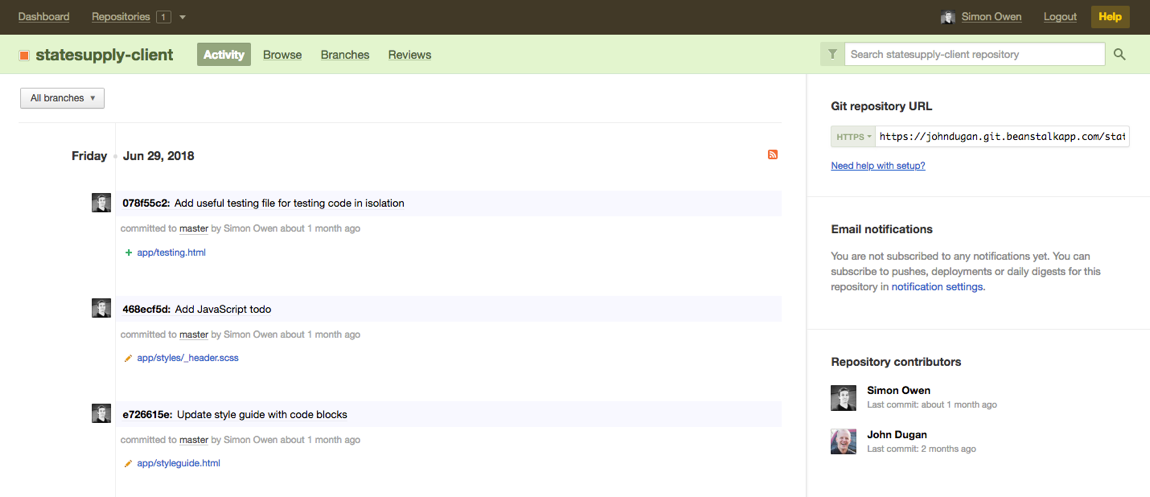 Dashboard Repositories 1 Simon Owen Logout Help
statesupply-client Activity Browse Branches Reviews Search statesupply-client repository
All branches
Friday Jun 29, 2018
078f55c2: Add useful testing file for testing code in isolation
committed to master by Simon Owen about 1 month ago
+ app/testing.html
468ecf5d: Add JavaScript todo
committed to master by Simon Owen about 1 month ago
app/styles/_header.scss
e726615e: Update style guide with code blocks
committed to master by Simon Owen about 1 month ago
app/styleguide.html
Git repository URL
HTTPS https://johndugan.git.beanstalkapp.com/stat
Need help with setup?
Email notifications
You are not subscribed to any notifications yet. You can
subscribe to pushes, deployments or daily digests for this
repository in notification settings.
Repository contributors
Simon Owen
Last commit: about 1 month ago
John Dugan
Last commit: 2 months ago